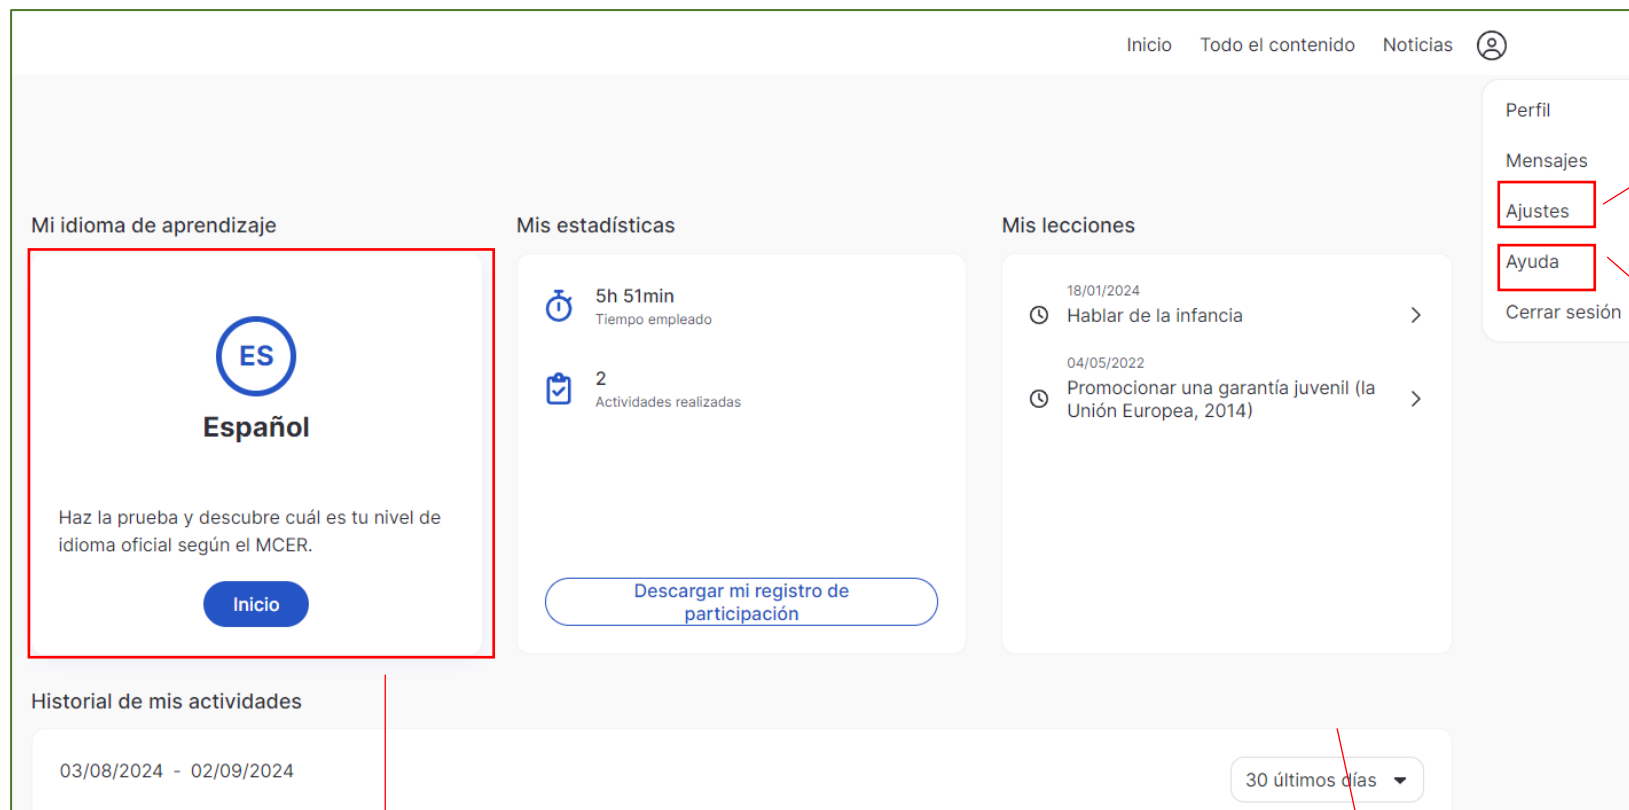 Inicio Todo el contenido Noticias
Perfil
Mensajes
Ajustes
Ayuda
Cerrar sesión
Mi idioma de aprendizaje
ES
Español
Haz la prueba y descubre cuál es tu nivel de
idioma oficial según el MCER.
Inicio
Mis estadísticas
5h 51min
Tiempo empleado
2
Actividades realizadas
Descargar mi registro de
participación
Mis lecciones
18/01/2024
Hablar de la infancia
04/05/2022
Promocionar una garantía juvenil (la
Unión Europea, 2014)
Historial de mis actividades
03/08/2024 - 02/09/2024
30 últimos días